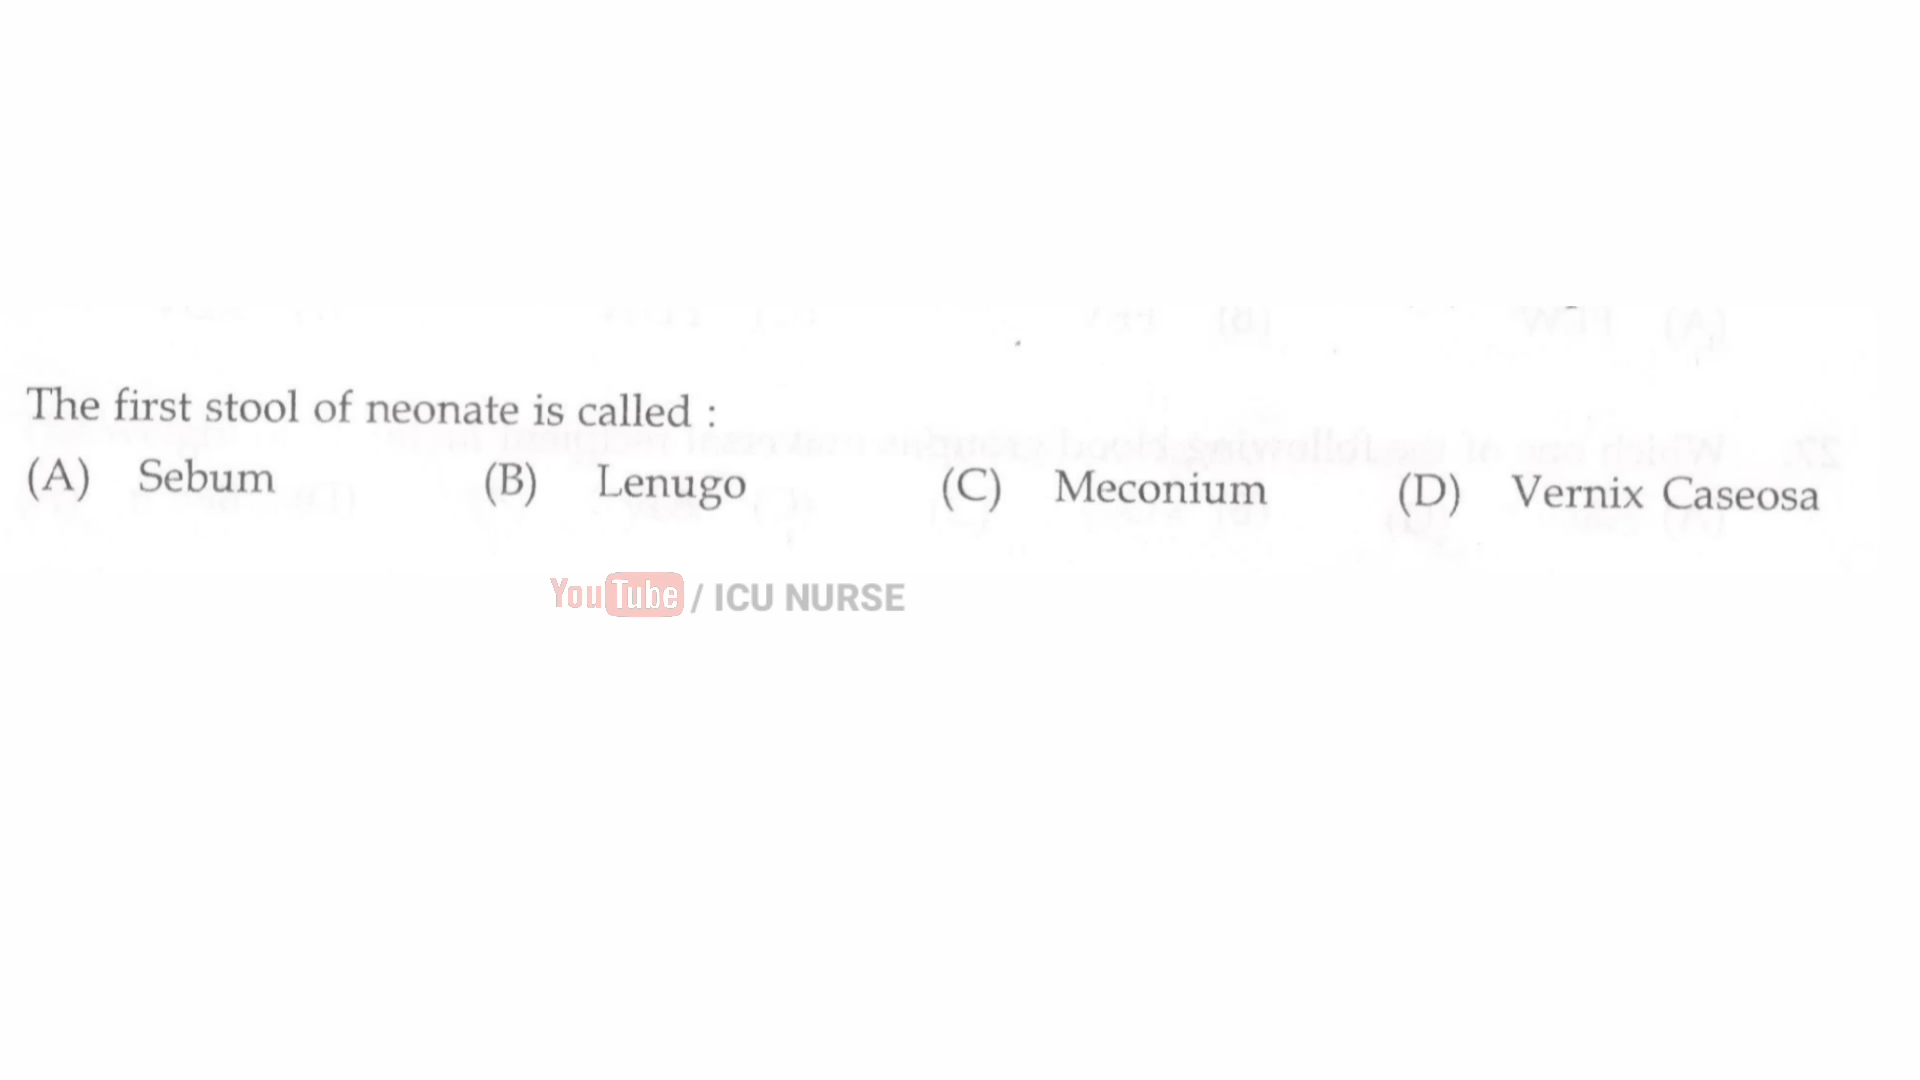 The first stool of neonate is called :
(A) Sebum (B) Lenugo (C) Meconium (D) Vernix Caseosa
YouTube / ICU NURSE